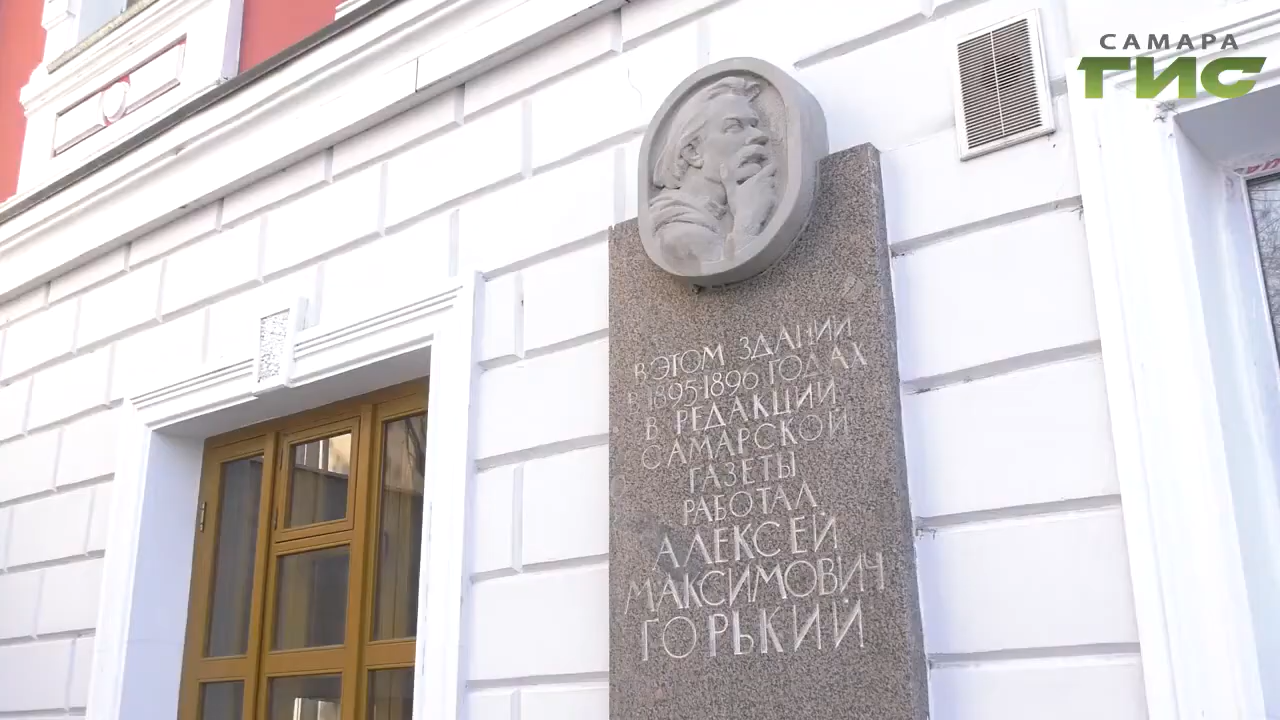 САМАРА
ГИС
В ЭТОМ ЗДАНИИ
В 1895-1896 ГОДАХ
В РЕДАКЦИИ
САМАРСКОЙ
ГАЗЕТЫ
РАБОТАЛ
АЛЕКСЕЙ
МАКСИМОВИЧ
ГОРЬКИЙ